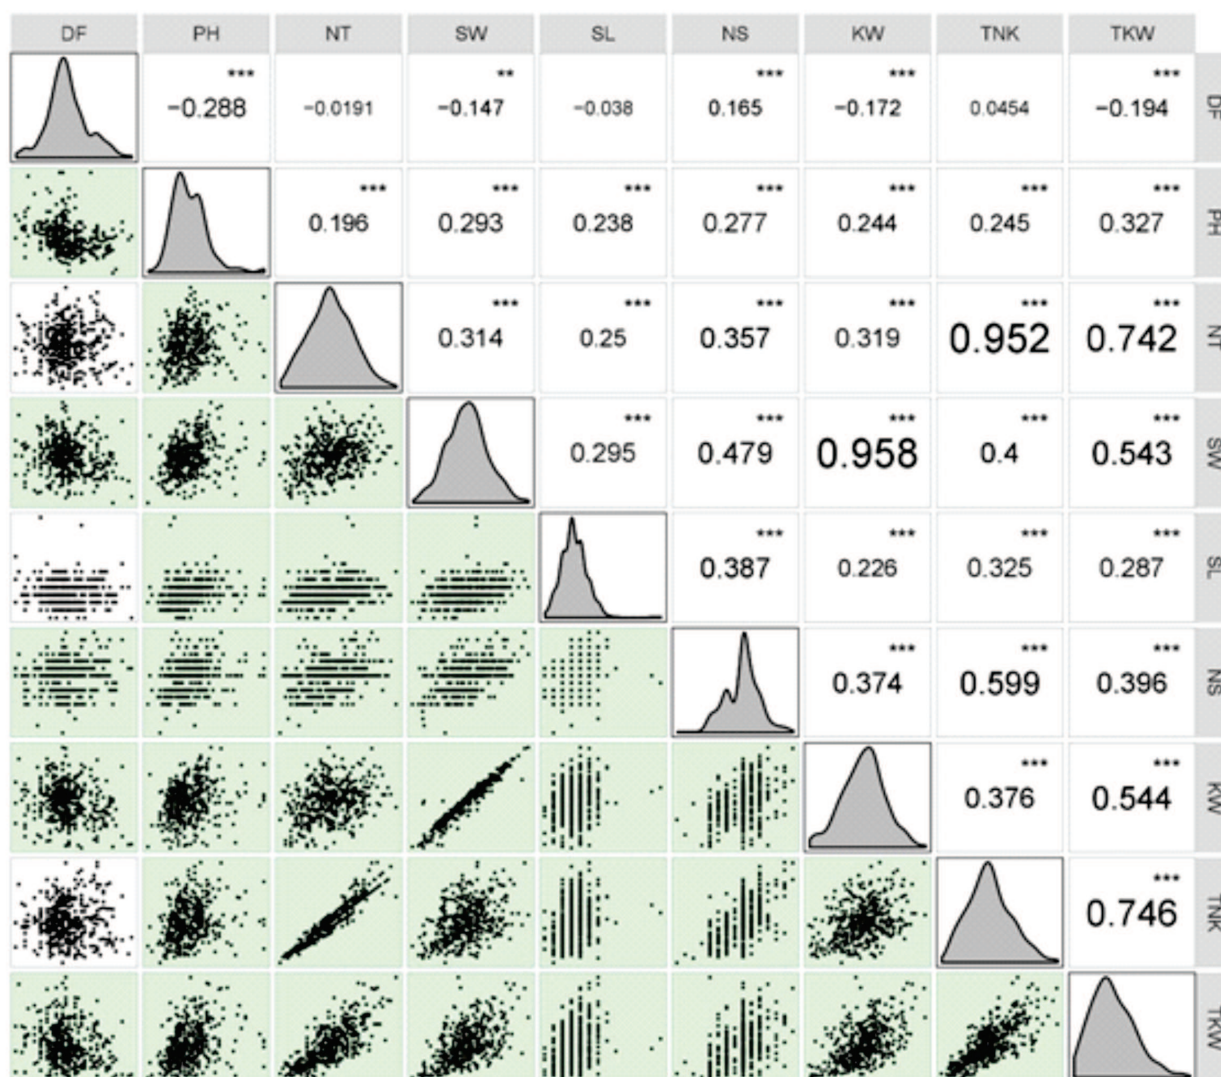 DF PH NT SW SL NS KW TNK TKW
*** ** *** *** ***
−0.288 −0.0191 −0.147 −0.038 0.165 −0.172 0.0454 −0.194 DF
*** *** *** *** *** *** ***
0.196 0.293 0.238 0.277 0.244 0.245 0.327 PH
*** *** *** *** *** ***
0.314 0.25 0.357 0.319 0.952 0.742 NT
*** *** *** *** ***
0.295 0.479 0.958 0.4 0.543 SW
*** *** *** ***
0.387 0.226 0.325 0.287 SL
*** *** ***
0.374 0.599 0.396 NS
*** ***
0.376 0.544 KW
***
0.746 TNK
TKW